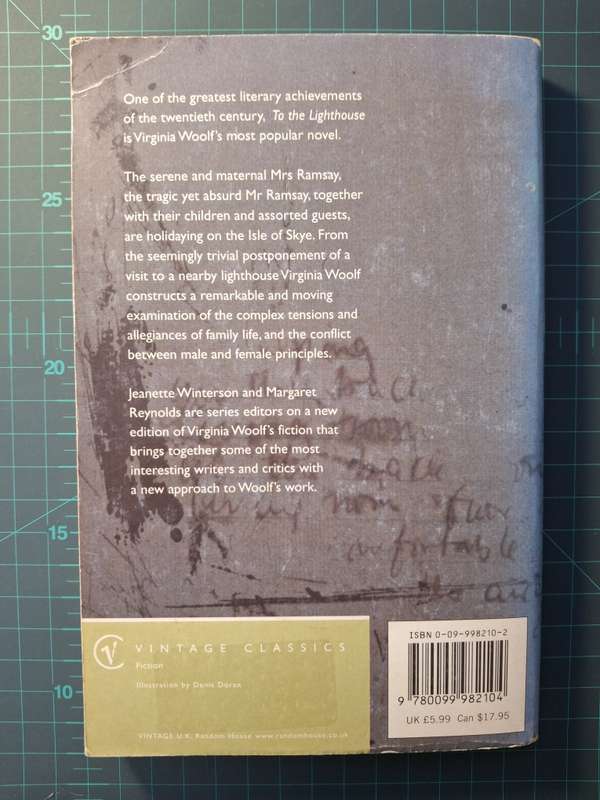 30
One of the greatest literary achievements
of the twentieth century, To the Lighthouse
is Virginia Woolf's most popular novel.
The serene and maternal Mrs Ramsay,
the tragic yet absurd Mr Ramsay, together
25
with their children and assorted guests,
are holidaying on the Isle of Skye. From
the seemingly trivial postponement of a
visit to a nearby lighthouse Virginia Woolf
constructs a remarkable and moving
examination of the complex tensions and
allegiances of family life, and the conflict
between male and female principles.
20
Jeanette Winterson and Margaret
Reynolds are series editors on a new
edition of Virginia Woolf's fiction that
brings together some of the most
interesting writers and critics with
a new approach to Woolf's work.
15
VINTAGE CLASSICS
Fiction
Illustration by Denis Doran
10
VINTAGE U.K. Random House www.randomhouse.co.uk
ISBN 0-09-998210-2
9 780099 982104
UK £5.99 Can $17.95